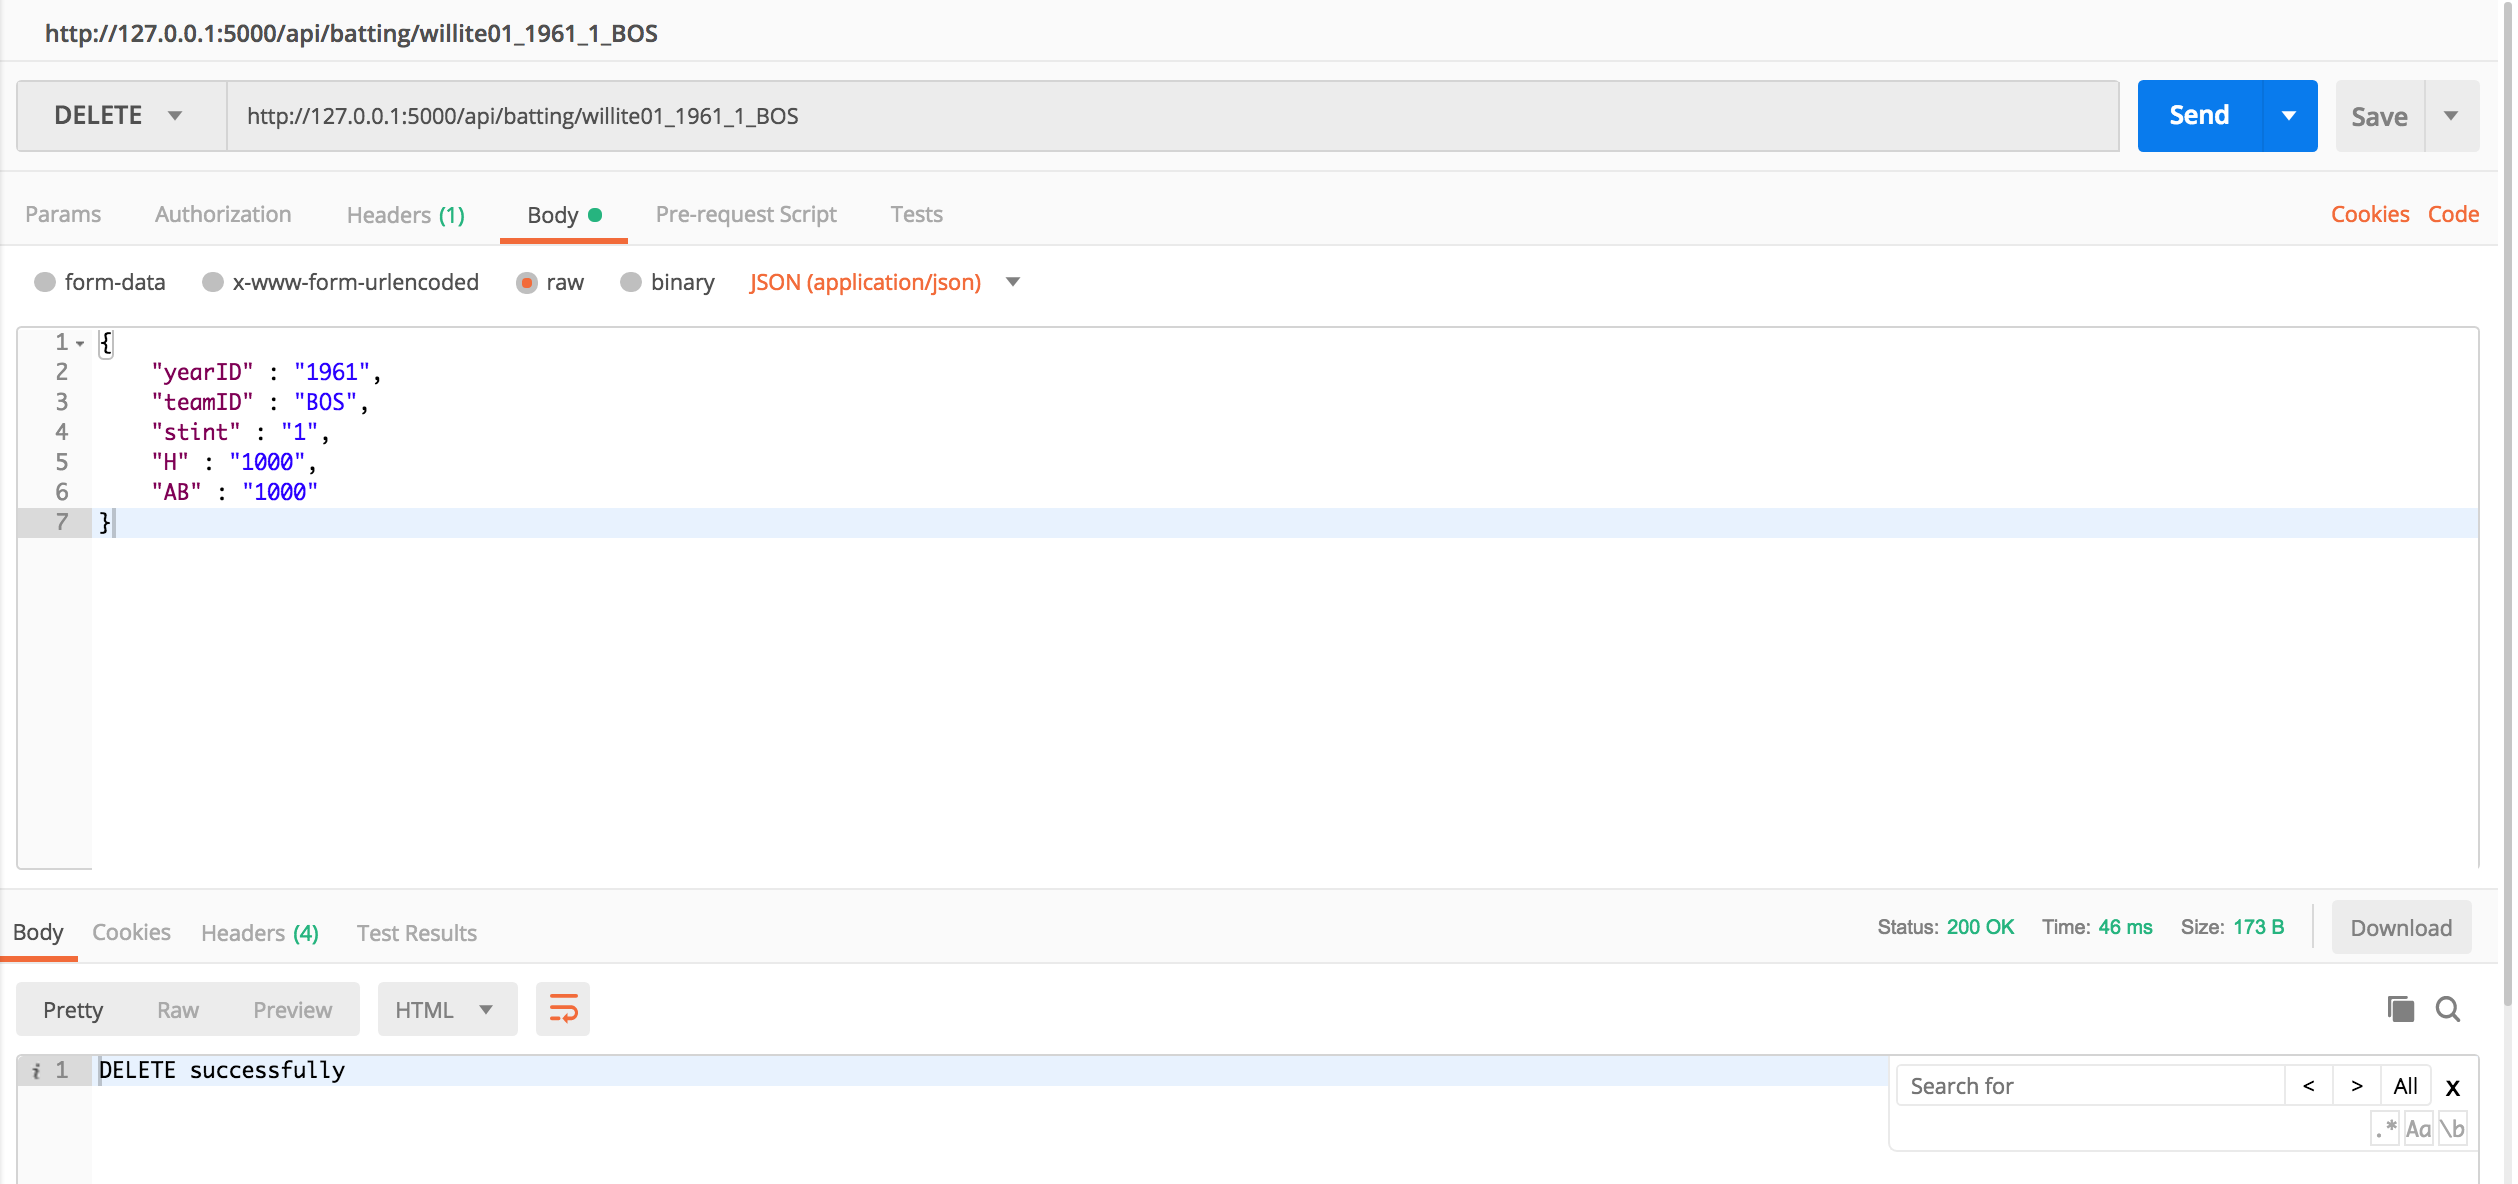 http://127.0.0.1:5000/api/batting/willite01_1961_1_BOS
DELETE http://127.0.0.1:5000/api/batting/willite01_1961_1_BOS Send Save
Params Authorization Headers (1) Body Pre-request Script Tests Cookies Code
form-data x-www-form-urlencoded raw binary JSON (application/json)
1 {
2 "yearID" : "1961",
3 "teamID" : "BOS",
4 "stint" : "1",
5 "H" : "1000",
6 "AB" : "1000"
7 }
Body Cookies Headers (4) Test Results Status: 200 OK Time: 46 ms Size: 173 B Download
Pretty Raw Preview HTML
i 1 DELETE successfully
Search for < > All x
.* Aa \b